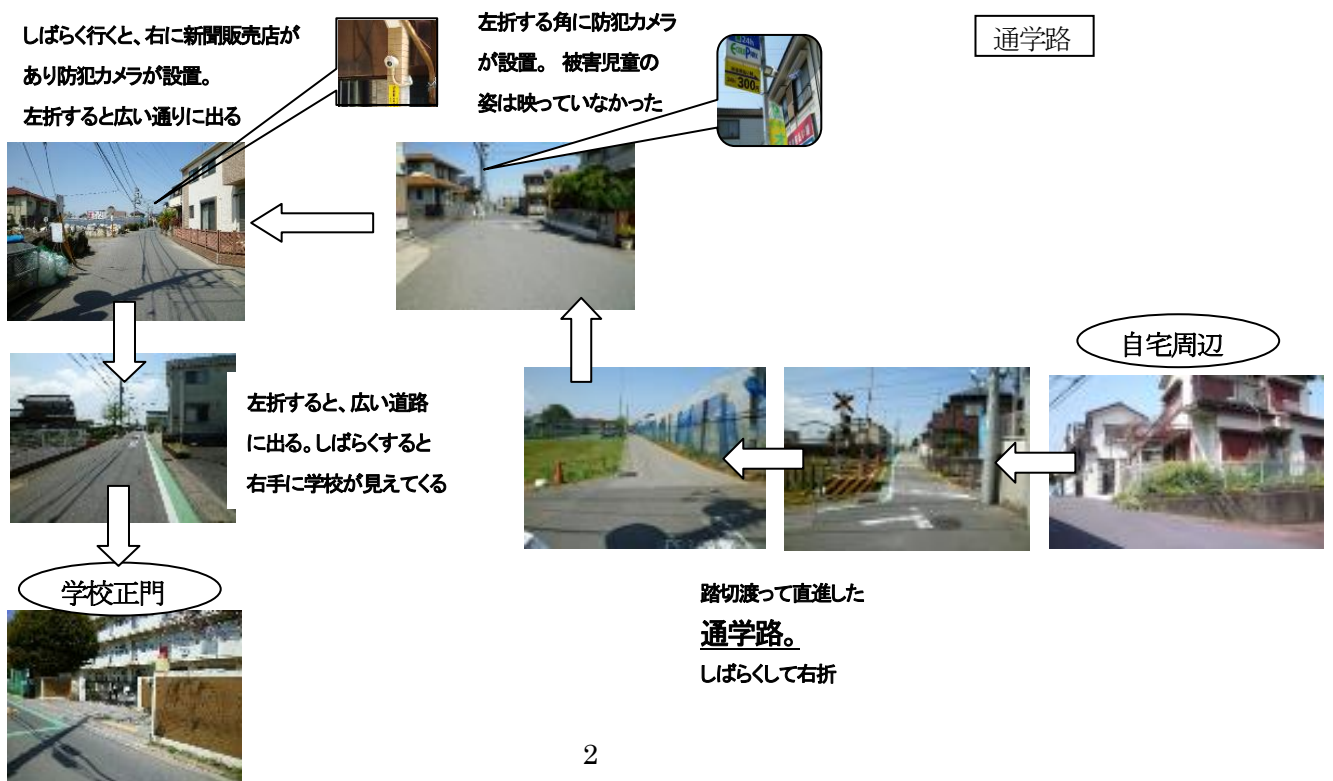 通学路
しばらく行くと、右に新聞販売店が
あり防犯カメラが設置。
左折すると広い通りに出る
左折する角に防犯カメラ
が設置。 被害児童の
姿は映っていなかった
24h
300
自宅周辺
左折すると、広い道路
に出る。しばらくすると
右手に学校が見えてくる
学校正門
踏切渡って直進した
通学路。
しばらくして右折
2